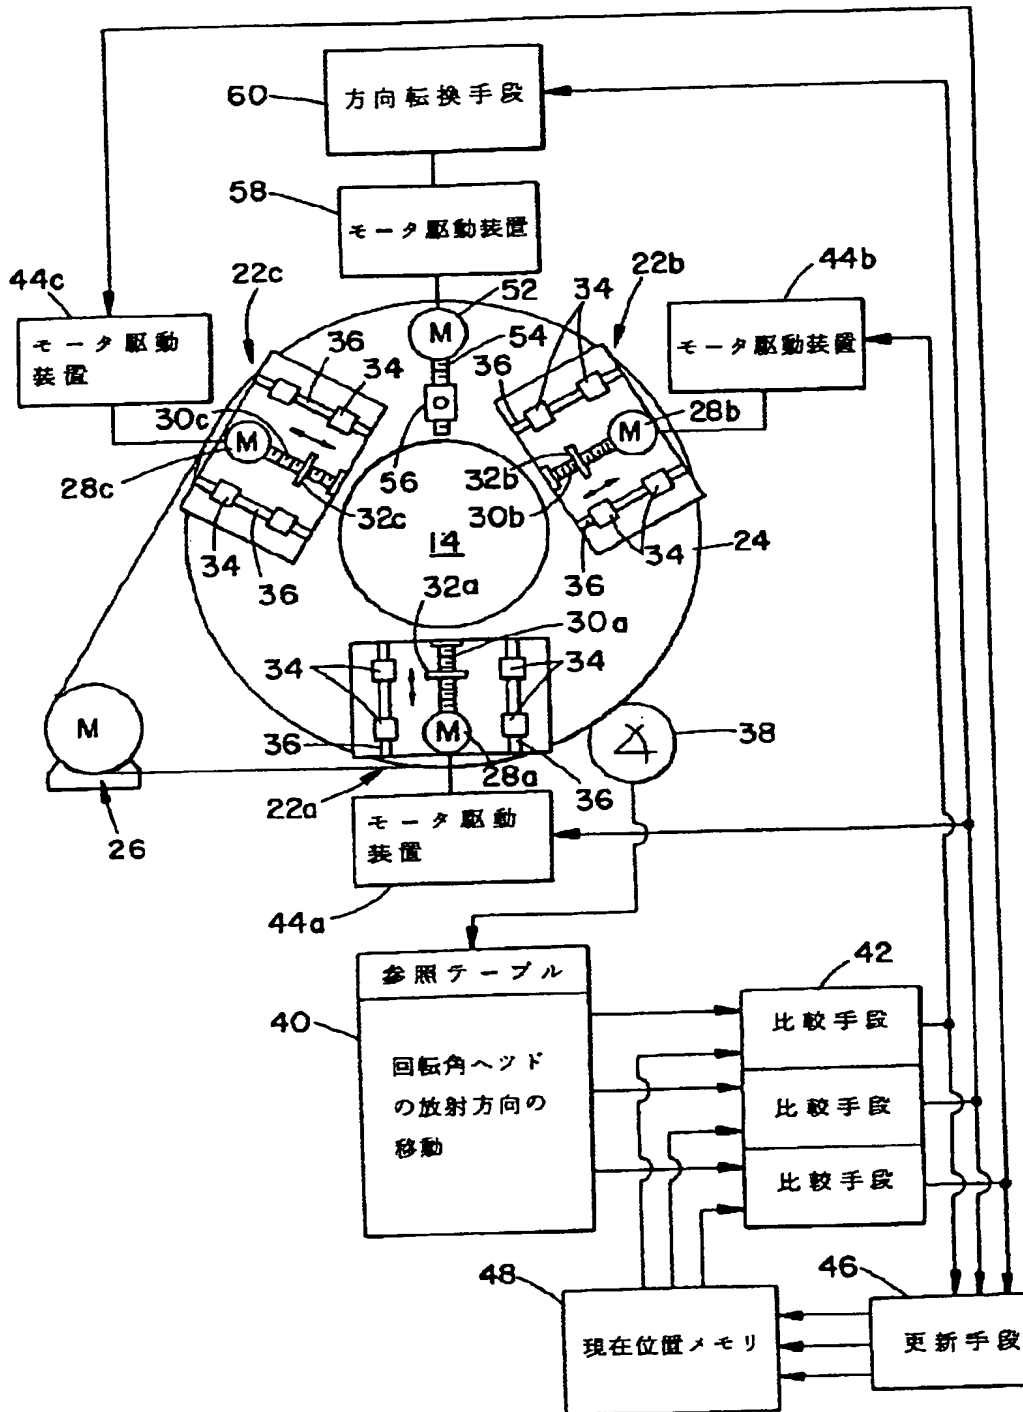 60
方向転換手段
58
モータ駆動装置
44c
22c
52
34
22b
44b
モータ駆動
装置
36
34
M
54
36
モータ駆動装置
30c
M
28b
M
28c
32c
56
32b
30b
34
36
14
36
34
24
32a
30a
34
34
M
36
M
38
28a
36
26
22a
モータ駆動
装置
44a
参照テーブル
42
40
比較手段
回転角ヘッド
の放射方向の
移動
比較手段
比較手段
48
46
現在位置メモリ
更新手段